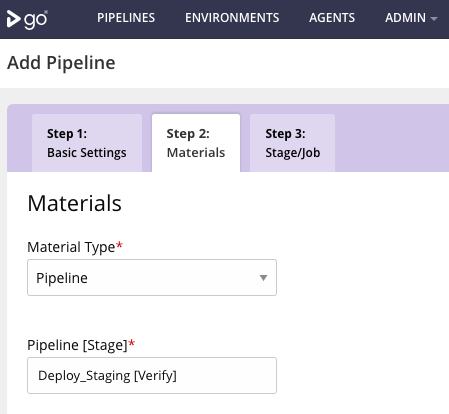 go PIPELINES ENVIRONMENTS AGENTS ADMIN
Add Pipeline
Step 1: Step 2: Step 3:
Basic Settings Materials Stage/Job
Materials
Material Type*
Pipeline
Pipeline [Stage]*
Deploy_Staging [Verify]